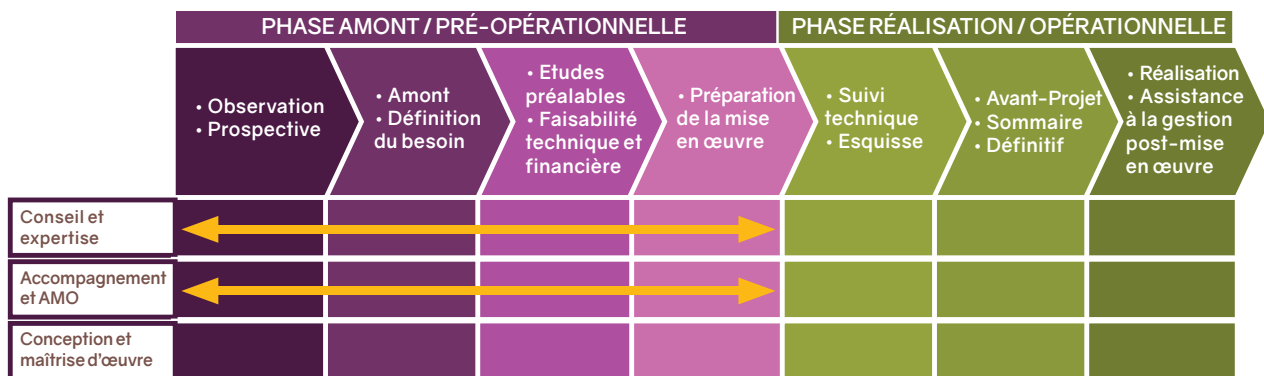 PHASE AMONT / PRÉ-OPÉRATIONNELLE
PHASE RÉALISATION / OPÉRATIONNELLE
• Observation
• Prospective
• Amont
• Définition
du besoin
• Etudes
préalables
• Faisabilité
technique et
financière
• Préparation
de la mise
en œuvre
• Suivi
technique
• Esquisse
• Avant-Projet
• Sommaire
• Définitif
• Réalisation
• Assistance
à la gestion
post-mise
en œuvre
Conseil et
expertise
Accompagnement
et AMO
Conception et
maîtrise d'œuvre